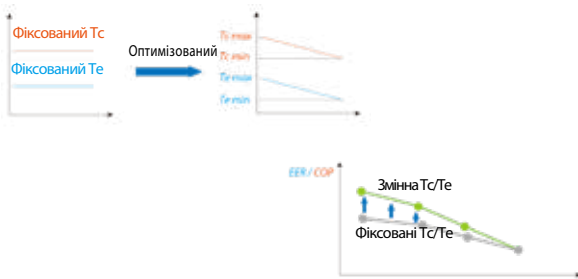 Фіксований Tc
Фіксований Te
Оптимізований
Tc max
Tc min
Te max
Te min
EER / COP
Змінна Tc/Te
Фіксовані Tc/Te